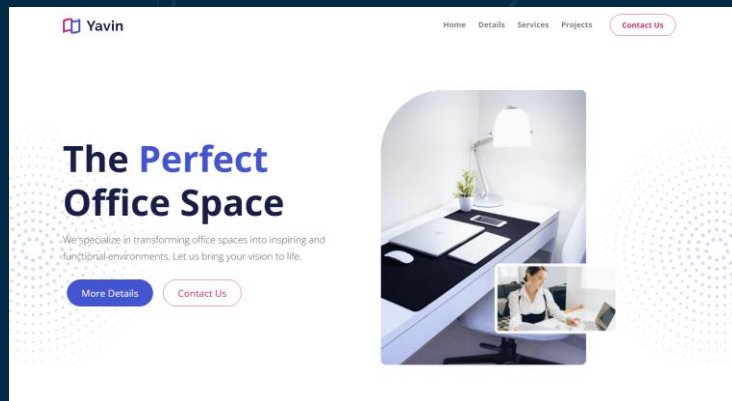 Yavin
Home Details Services Projects Contact Us
The Perfect
Office Space
We specialize in transforming office spaces into inspiring and
functional environments. Let us bring your vision to life.
More Details Contact Us